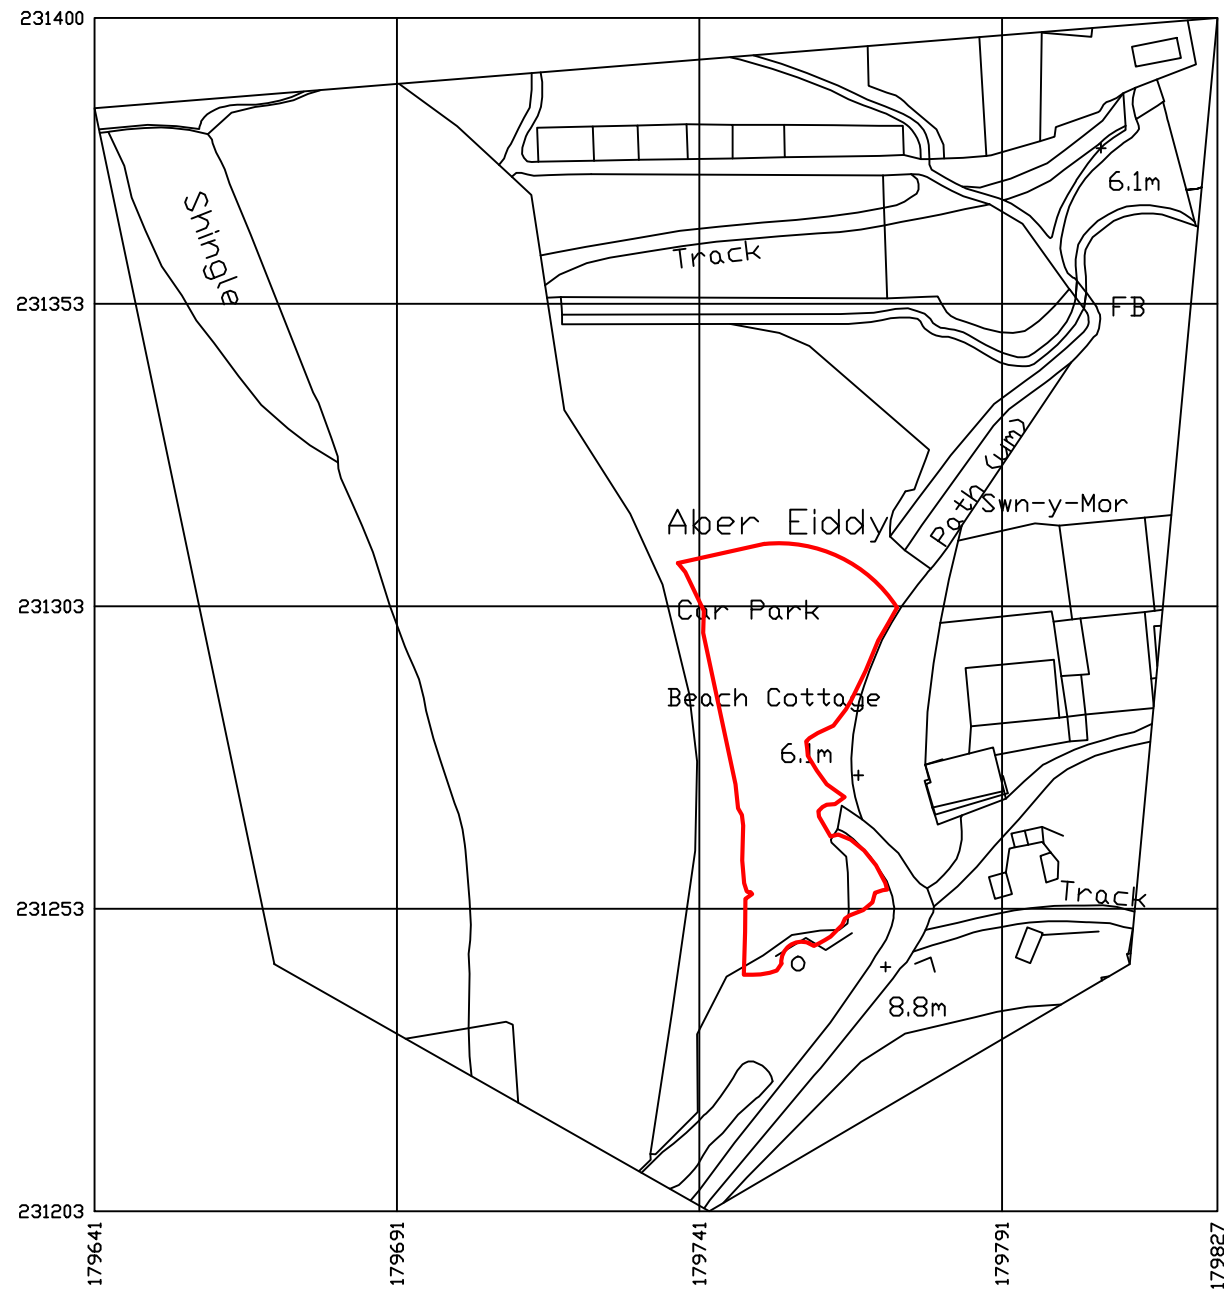 231400
6.1m
Shingle
Track
231353
FB
Path (um)
Swn-y-Mor
Aber Eiddy
231303
Car Park
Beach Cottage
6.1m
Track
231253
8.8m
231203
179641
179691
179741
179791
179827